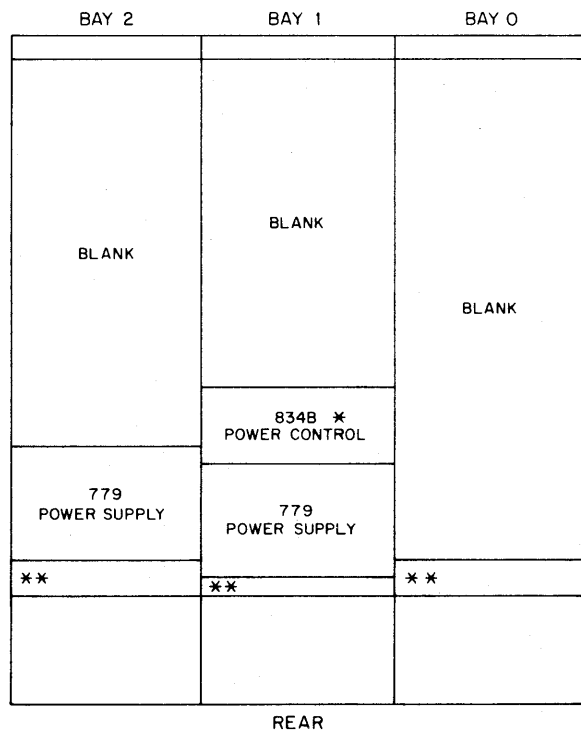 BAY 2 BAY 1 BAY 0
BLANK
BLANK
BLANK
834B *
POWER CONTROL
779
POWER SUPPLY
779
POWER SUPPLY
**
**
**
REAR